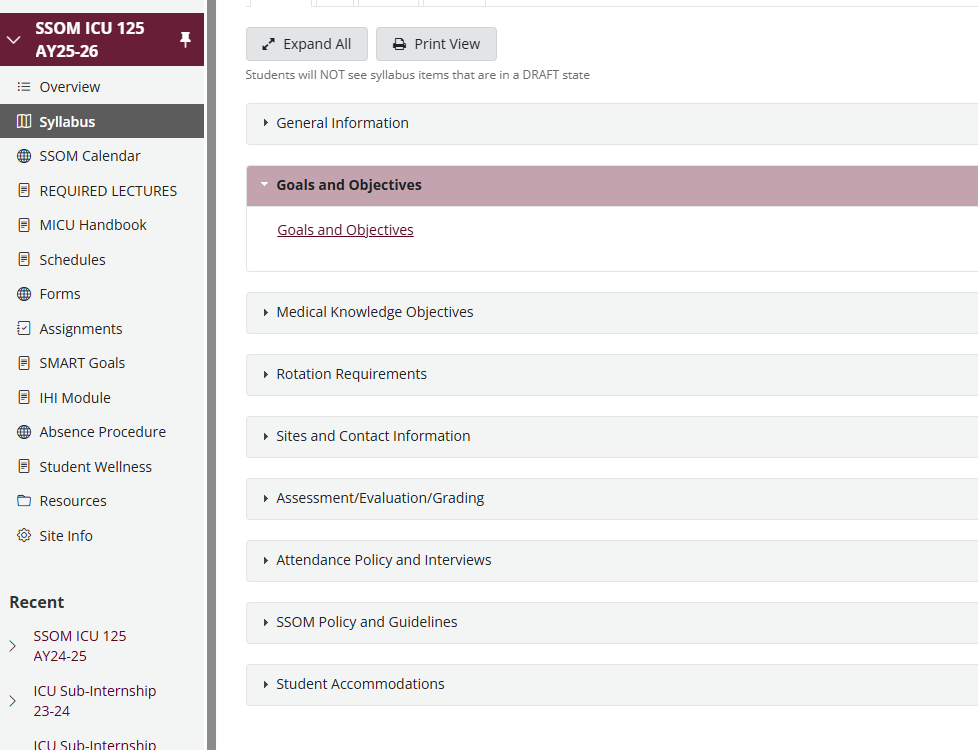 SSOM ICU 125
AY25-26
Overview
Syllabus
SSOM Calendar
REQUIRED LECTURES
MICU Handbook
Schedules
Forms
Assignments
SMART Goals
IHI Module
Absence Procedure
Student Wellness
Resources
Site Info
Recent
SSOM ICU 125
AY24-25
ICU Sub-Internship
23-24
ICU Sub-Internship
Expand All
Print View
Students will NOT see syllabus items that are in a DRAFT state
General Information
Goals and Objectives
Goals and Objectives
Medical Knowledge Objectives
Rotation Requirements
Sites and Contact Information
Assessment/Evaluation/Grading
Attendance Policy and Interviews
SSOM Policy and Guidelines
Student Accommodations